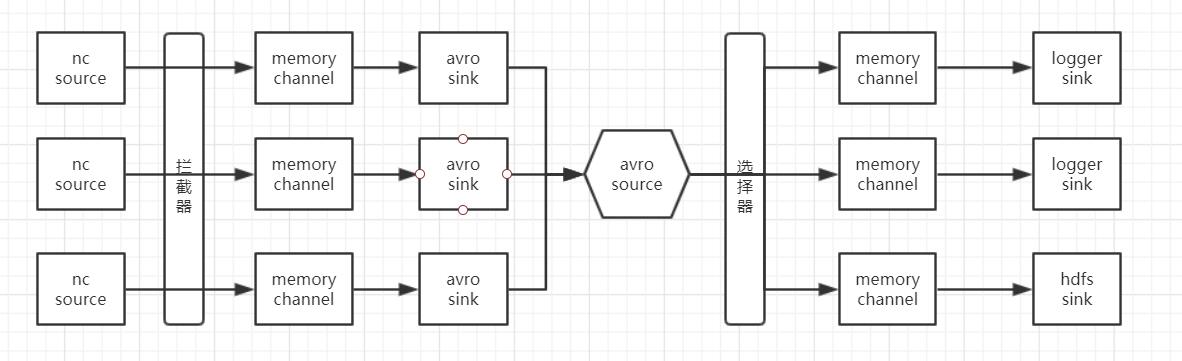 nc
source
memory
channel
avro
sink
memory
channel
logger
sink
nc
source
拦
截
器
memory
channel
avro
sink
avro
source
选
择
器
memory
channel
logger
sink
nc
source
memory
channel
avro
sink
memory
channel
hdfs
sink